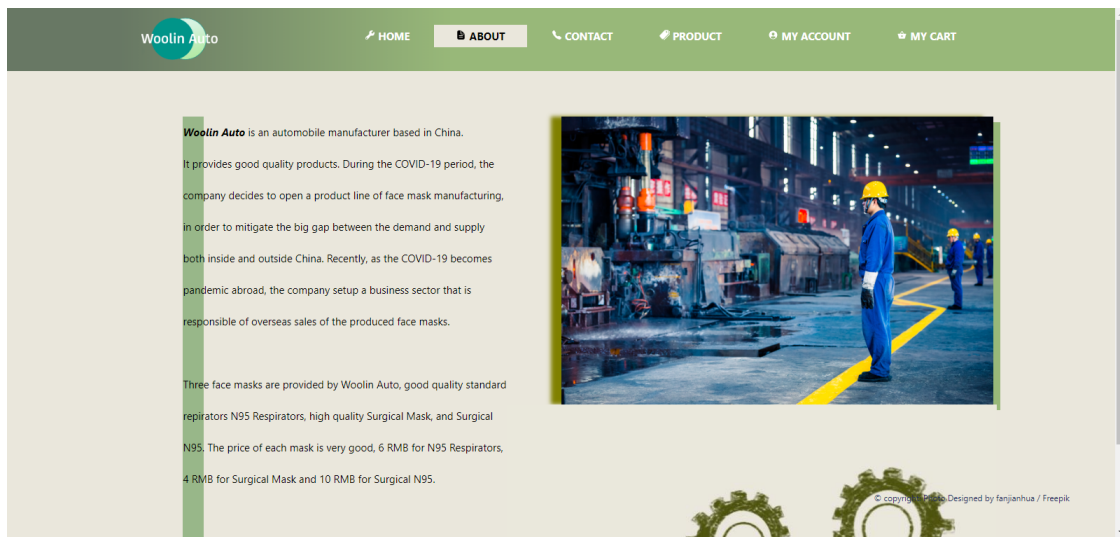 Woolin Auto
HOME
ABOUT
CONTACT
PRODUCT
MY ACCOUNT
MY CART
Woolin Auto is an automobile manufacturer based in China.
It provides good quality products. During the COVID-19 period, the
company decides to open a product line of face mask manufacturing,
in order to mitigate the big gap between the demand and supply
both inside and outside China. Recently, as the COVID-19 becomes
pandemic abroad, the company setup a business sector that is
responsible of overseas sales of the produced face masks.
Three face masks are provided by Woolin Auto, good quality standard
repirators N95 Respirators, high quality Surgical Mask, and Surgical
N95. The price of each mask is very good, 6 RMB for N95 Respirators,
4 RMB for Surgical Mask and 10 RMB for Surgical N95.
© copyright Photo Designed by fanjianhua / Freepik